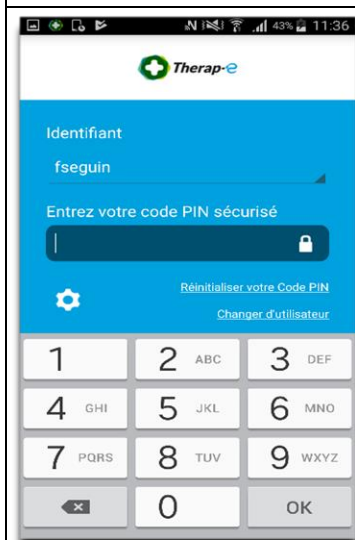 43% 11:36
Therap-e
Identifiant
fseguin
Entrez votre code PIN sécurisé
Réinitialiser votre Code PIN
Changer d'utilisateur
1 2 ABC 3 DEF
4 GHI 5 JKL 6 MNO
7 PQRS 8 TUV 9 WXYZ
0 OK